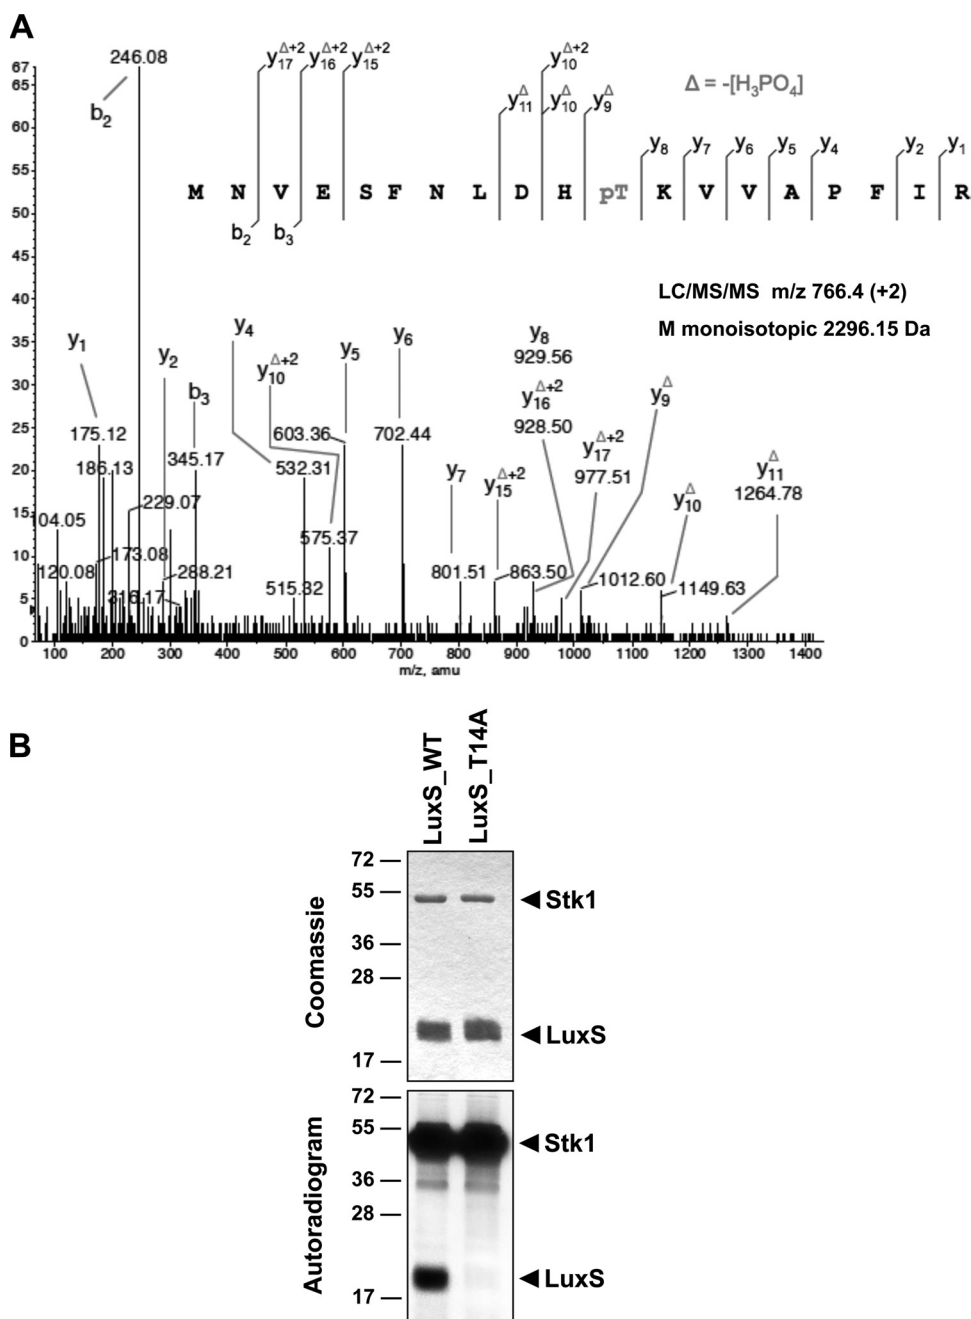 A
246.08
y17Δ+2 y16Δ+2 y15Δ+2
y10Δ+2
y11Δ y10Δ y9Δ
Δ = -[H3PO4]
y8 y7 y6 y5 y4 y2 y1
M N V E S F N L D H pT K V V A P F I R
b2 b3
b2
LC/MS/MS m/z 766.4 (+2)
M monoisotopic 2296.15 Da
67
65
60
55
50
45
40
35
30
25
20
15
10
5
0
y1
y2
b3
y4
y10Δ+2
y5
y6
y8
929.56
y16Δ+2
928.50
y9Δ
y17Δ+2
977.51
y7
y15Δ+2
y10Δ
y11Δ
1264.78
175.12
186.13
345.17
603.36
702.44
532.31
229.07
104.05
575.37
173.08
120.08
288.21
316.17
515.32
801.51
863.50
1012.60
1149.63
100 200 300 400 500 600 700 800 900 1000 1100 1200 1300 1400
m/z, amu
B
LuxS_WT
LuxS_T14A
Coomassie
72
55
36
28
17
Stk1
LuxS
Autoradiogram
72
55
36
28
17
Stk1
LuxS